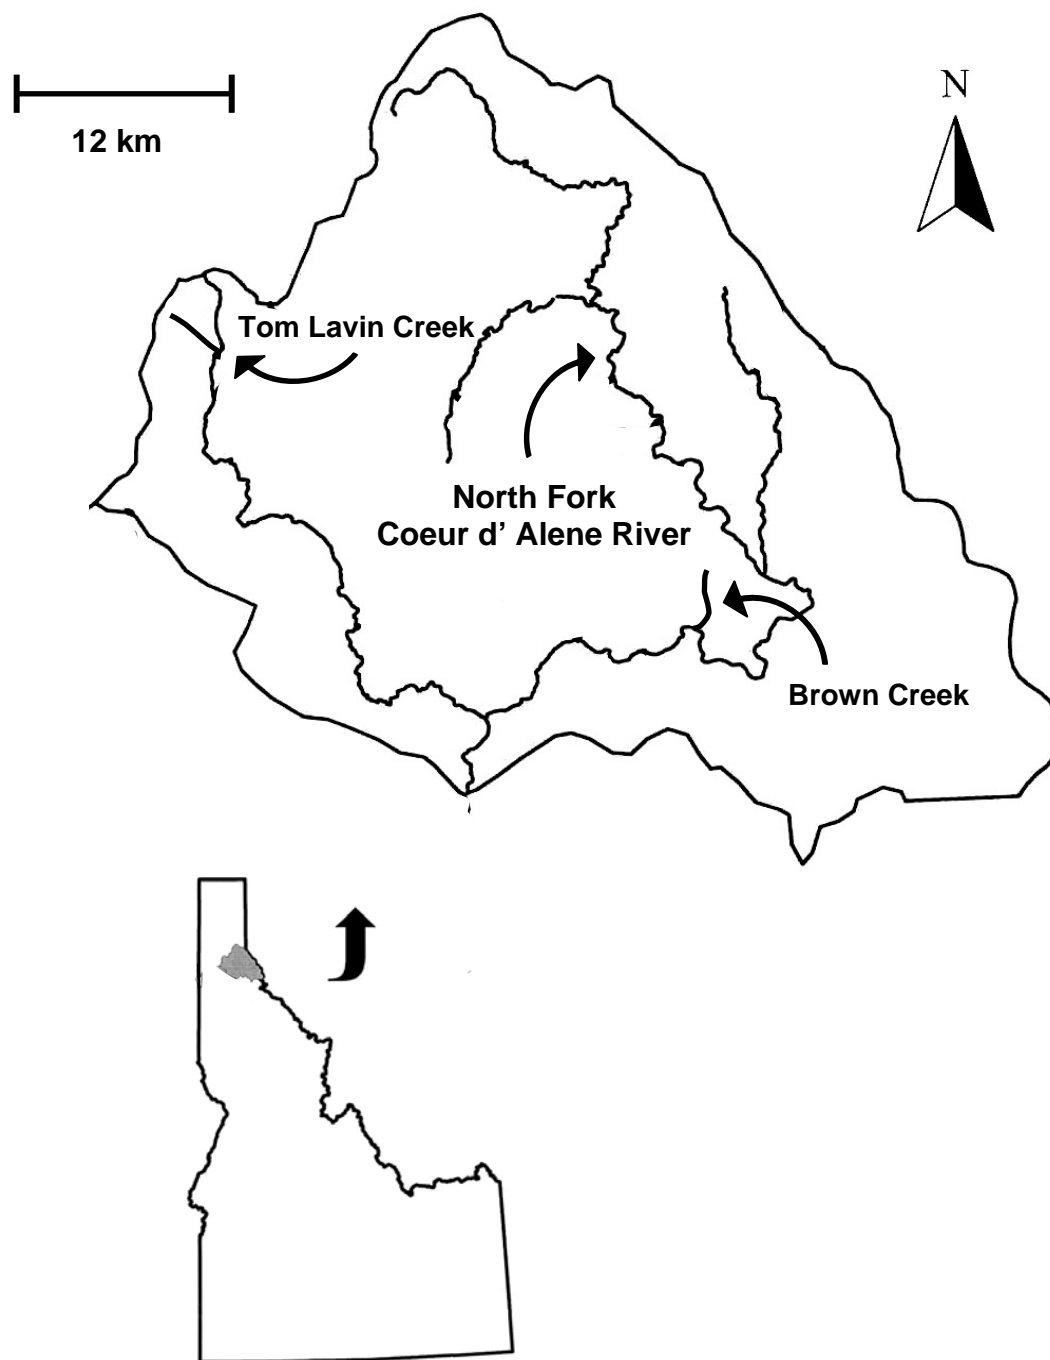 N
12 km
Tom Lavin Creek
North Fork
Coeur d’ Alene River
Brown Creek